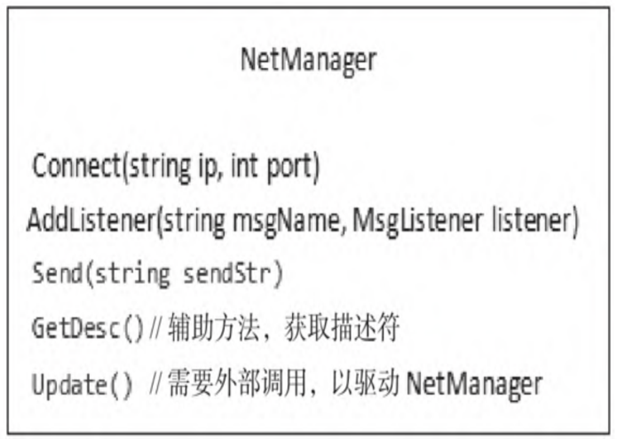 NetManager
Connect(string ip, int port)
AddListener(string msgName, MsgListener listener)
Send(string sendStr)
GetDesc()//辅助方法，获取描述符
Update() //需要外部调用，以驱动 NetManager